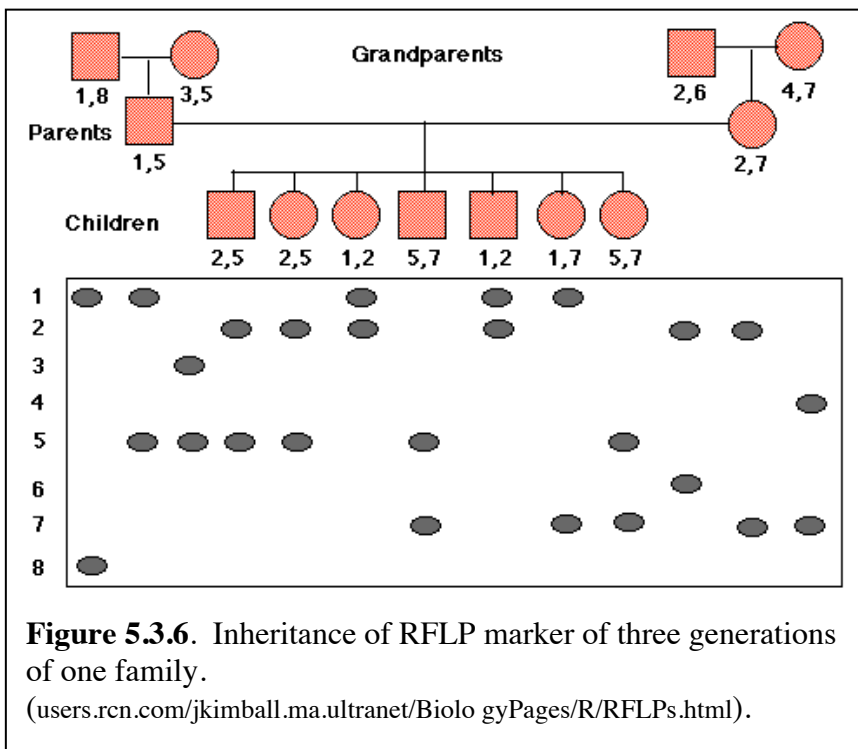 Grandparents
1,8 3,5 2,6 4,7
Parents
1,5 2,7
Children
2,5 2,5 1,2 5,7 1,2 1,7 5,7
1
2
3
4
5
6
7
8
Figure 5.3.6. Inheritance of RFLP marker of three generations
of one family.
(users.rcn.com/jkimball.ma.ultranet/Biolo gyPages/R/RFLPs.html).